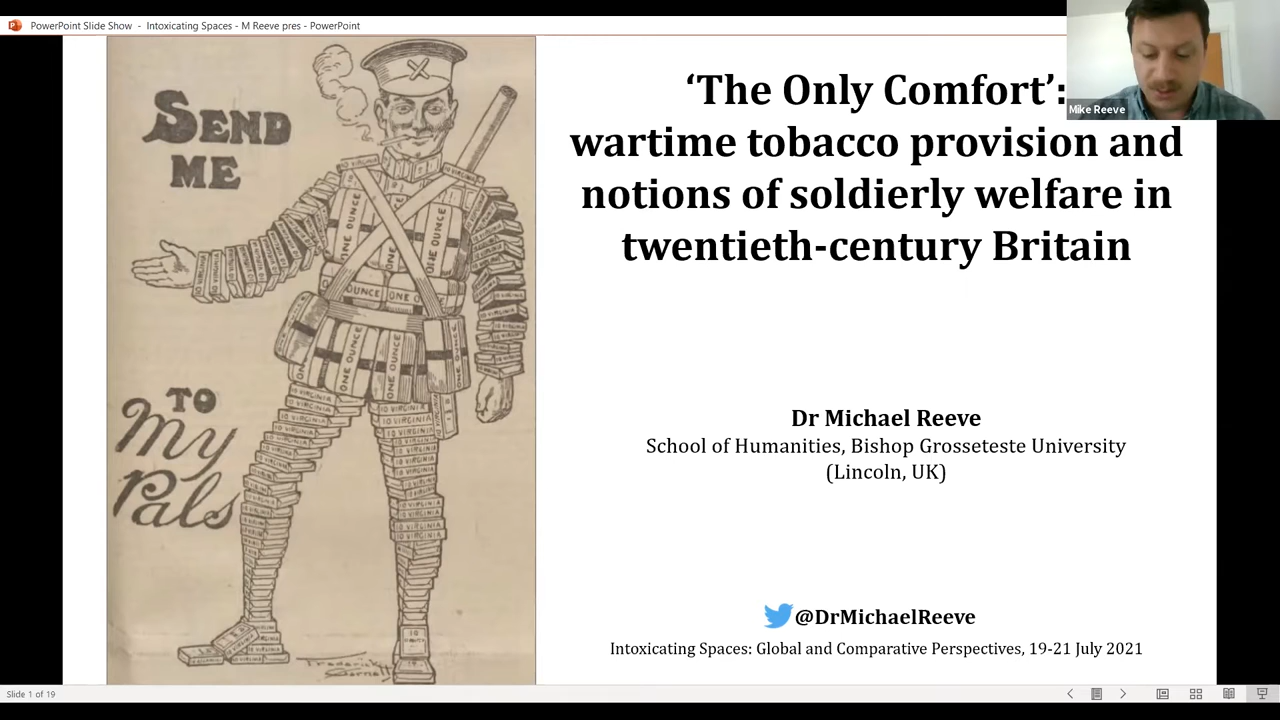 PowerPoint Slide Show - Intoxicating Spaces - M Reeve pres - PowerPoint
Mike Reeve
SEND
ME
TO
My
Pals
ONE OUNCE
10 VIRGINIA
‘The Only Comfort’:
wartime tobacco provision and
notions of soldierly welfare in
twentieth-century Britain
Dr Michael Reeve
School of Humanities, Bishop Grosseteste University
(Lincoln, UK)
@DrMichaelReeve
Intoxicating Spaces: Global and Comparative Perspectives, 19-21 July 2021
Slide 1 of 19